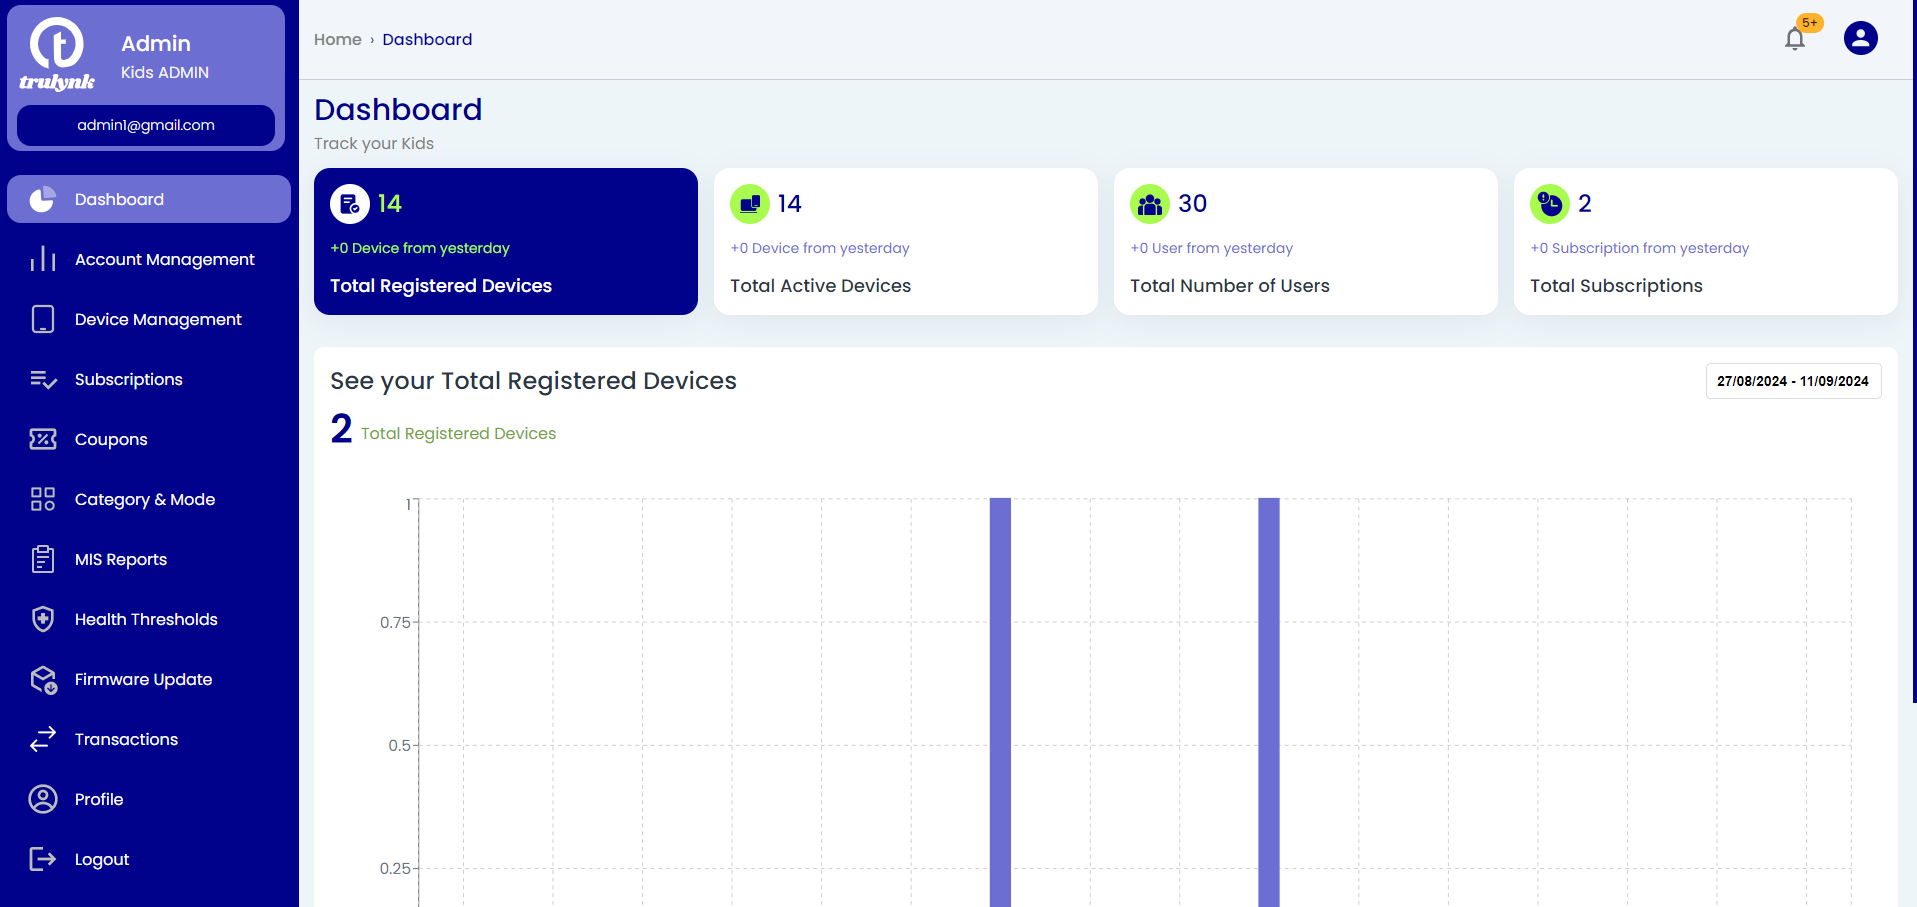 trulynk
Admin
Kids ADMIN
admin1@gmail.com
Dashboard
Account Management
Device Management
Subscriptions
Coupons
Category & Mode
MIS Reports
Health Thresholds
Firmware Update
Transactions
Profile
Logout
Home › Dashboard
5+
Dashboard
Track your Kids
14
+0 Device from yesterday
Total Registered Devices
14
+0 Device from yesterday
Total Active Devices
30
+0 User from yesterday
Total Number of Users
2
+0 Subscription from yesterday
Total Subscriptions
See your Total Registered Devices
27/08/2024 - 11/09/2024
2 Total Registered Devices
1
0.75
0.5
0.25